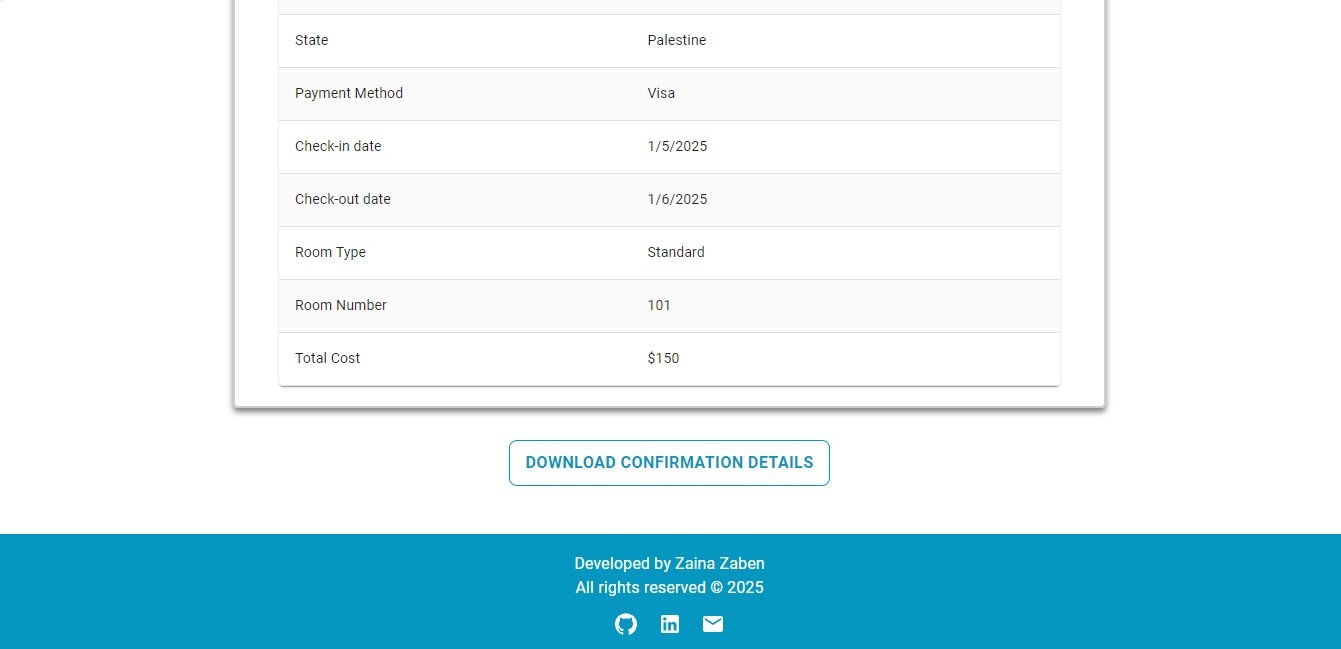 State Palestine
Payment Method Visa
Check-in date 1/5/2025
Check-out date 1/6/2025
Room Type Standard
Room Number 101
Total Cost $150
DOWNLOAD CONFIRMATION DETAILS
Developed by Zaina Zaben
All rights reserved © 2025
in